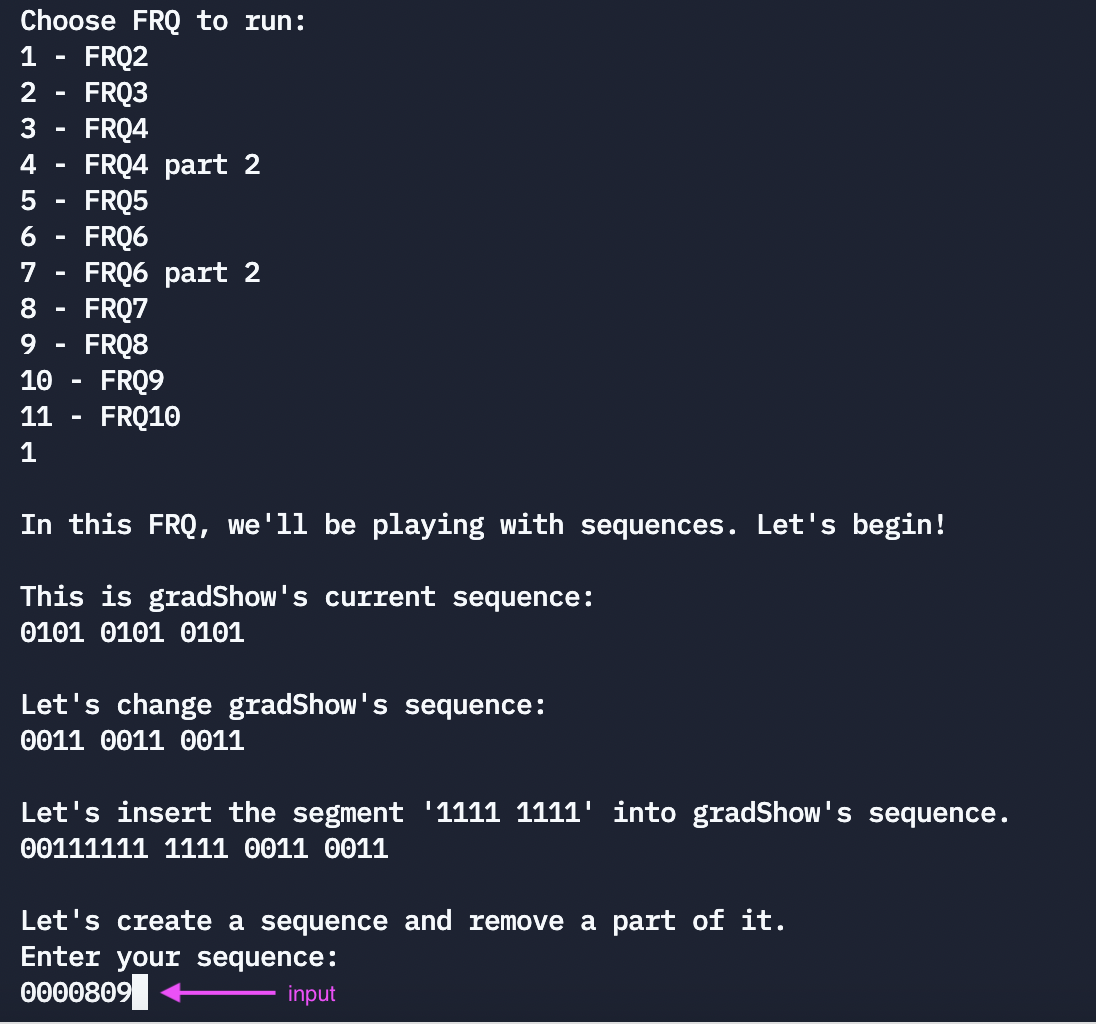 Choose FRQ to run:
1 - FRQ2
2 - FRQ3
3 - FRQ4
4 - FRQ4 part 2
5 - FRQ5
6 - FRQ6
7 - FRQ6 part 2
8 - FRQ7
9 - FRQ8
10 - FRQ9
11 - FRQ10
1
In this FRQ, we'll be playing with sequences. Let's begin!
This is gradShow's current sequence:
0101 0101 0101
Let's change gradShow's sequence:
0011 0011 0011
Let's insert the segment '1111 1111' into gradShow's sequence.
00111111 1111 0011 0011
Let's create a sequence and remove a part of it.
Enter your sequence:
0000809 input